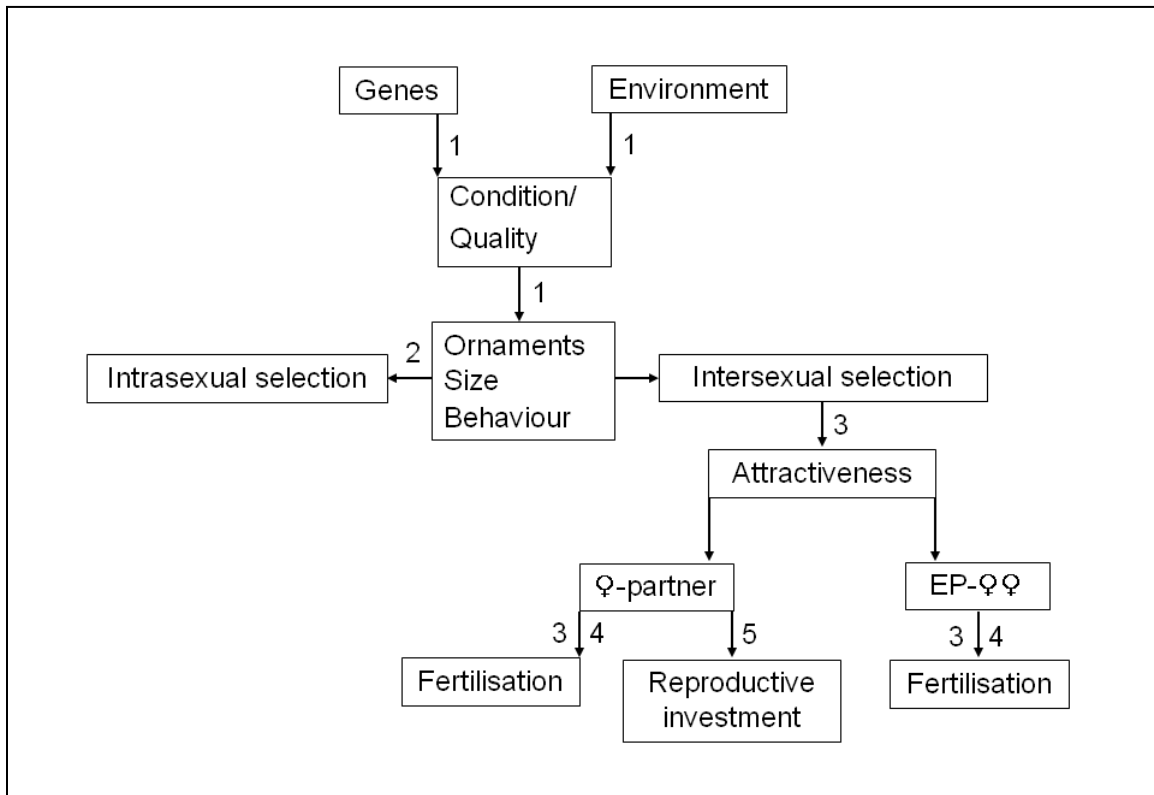 Genes
Environment
1
1
Condition/
Quality
1
Ornaments
Size
Behaviour
2
Intrasexual selection
Intersexual selection
3
Attractiveness
♀-partner
EP-♀♀
3 4
5
3 4
Fertilisation
Reproductive
investment
Fertilisation